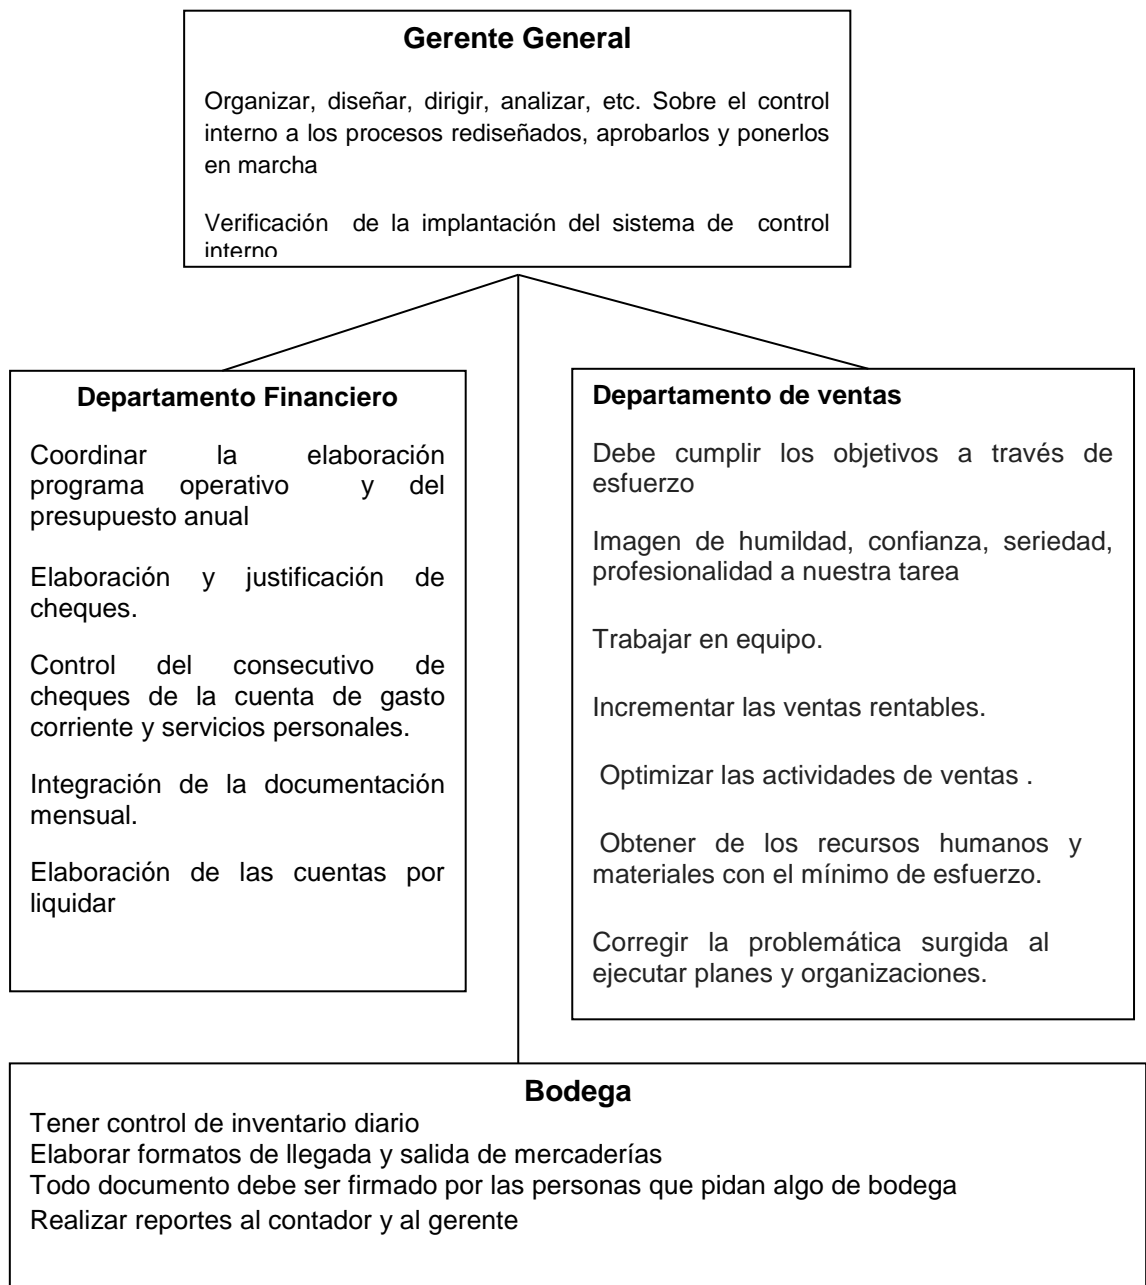 Gerente General
Organizar, diseñar, dirigir, analizar, etc. Sobre el control
interno a los procesos rediseñados, aprobarlos y ponerlos
en marcha
Verificación de la implantación del sistema de control
interno
Departamento Financiero
Coordinar la elaboración
programa operativo y del
presupuesto anual
Elaboración y justificación de
cheques.
Control del consecutivo de
cheques de la cuenta de gasto
corriente y servicios personales.
Integración de la documentación
mensual.
Elaboración de las cuentas por
liquidar
Departamento de ventas
Debe cumplir los objetivos a través de
esfuerzo
Imagen de humildad, confianza, seriedad,
profesionalidad a nuestra tarea
Trabajar en equipo.
Incrementar las ventas rentables.
Optimizar las actividades de ventas .
Obtener de los recursos humanos y
materiales con el mínimo de esfuerzo.
Corregir la problemática surgida al
ejecutar planes y organizaciones.
Bodega
Tener control de inventario diario
Elaborar formatos de llegada y salida de mercaderías
Todo documento debe ser firmado por las personas que pidan algo de bodega
Realizar reportes al contador y al gerente